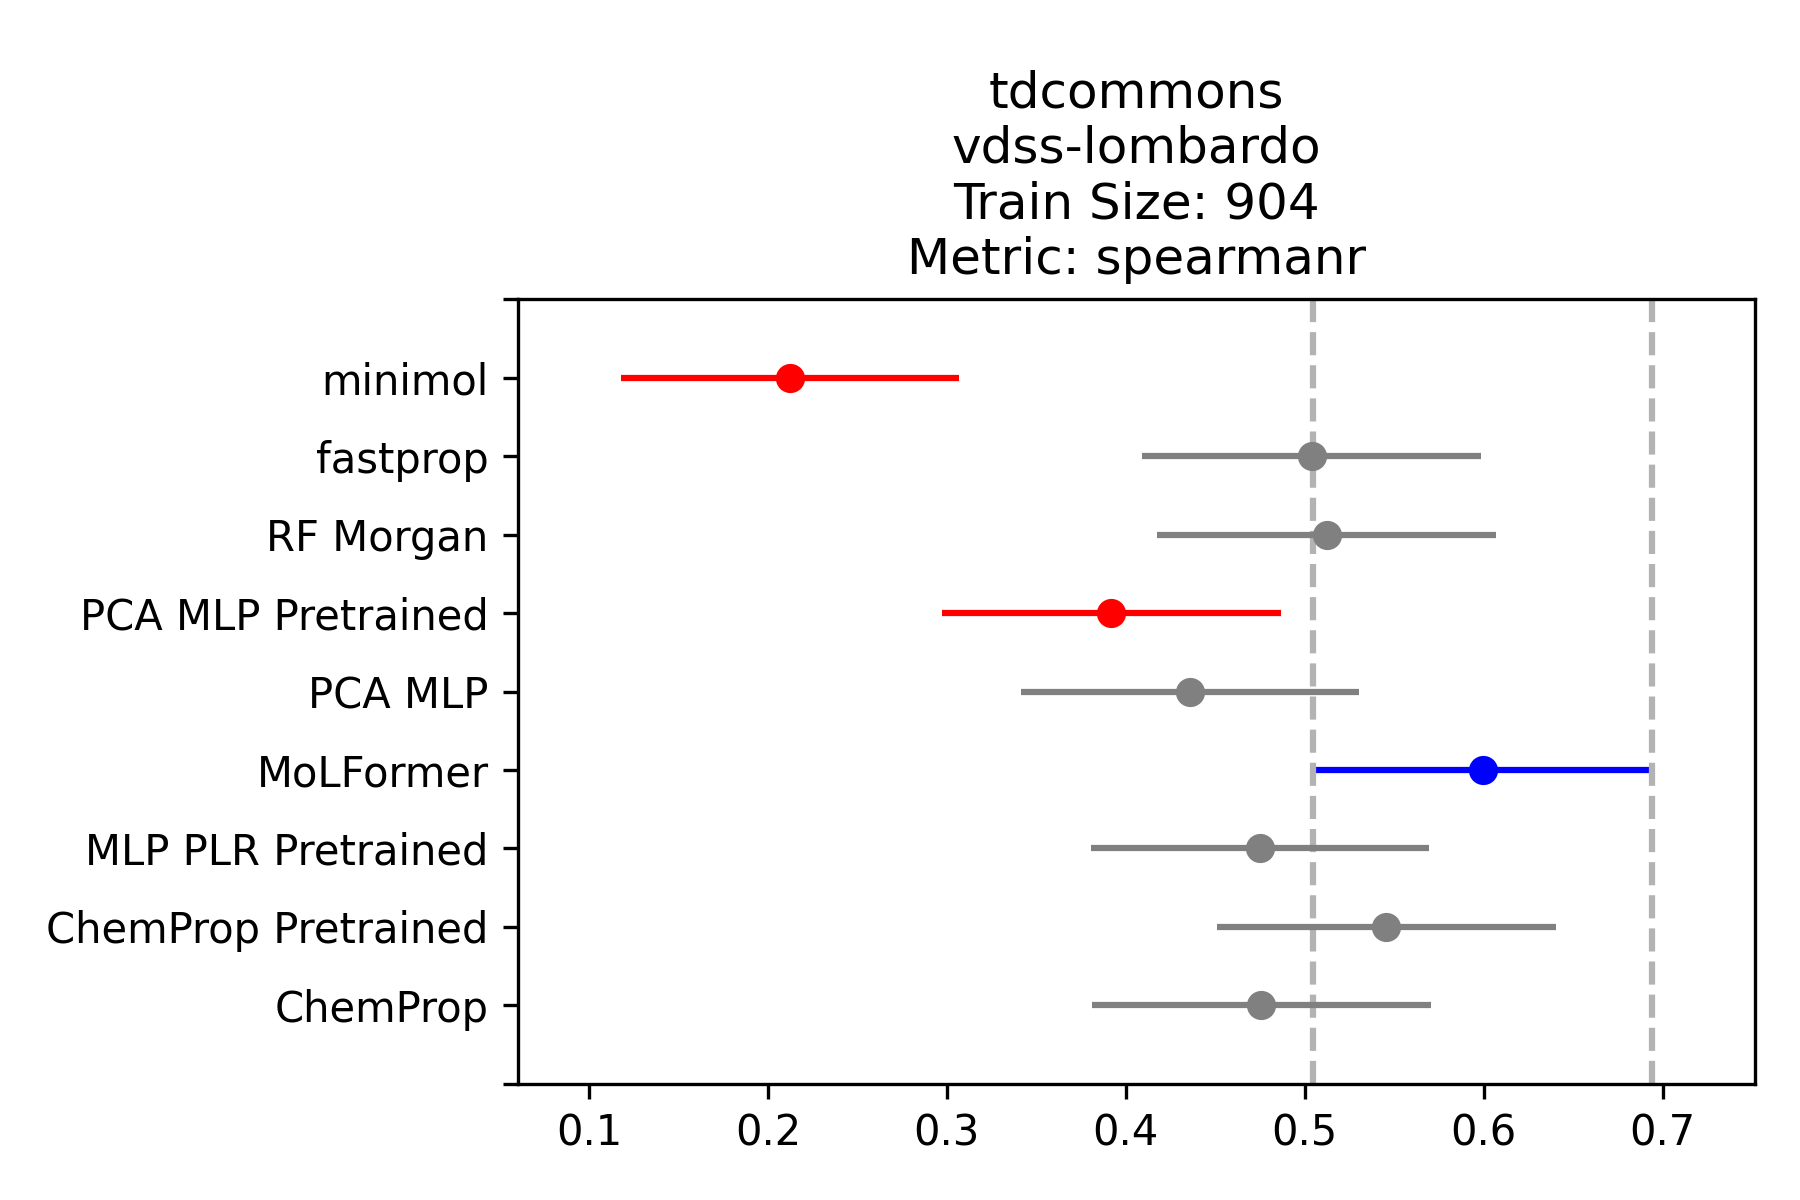 tdcommons
vdss-lombardo
Train Size: 904
Metric: spearmanr
minimol
fastprop
RF Morgan
PCA MLP Pretrained
PCA MLP
MoLFormer
MLP PLR Pretrained
ChemProp Pretrained
ChemProp
0.1 0.2 0.3 0.4 0.5 0.6 0.7